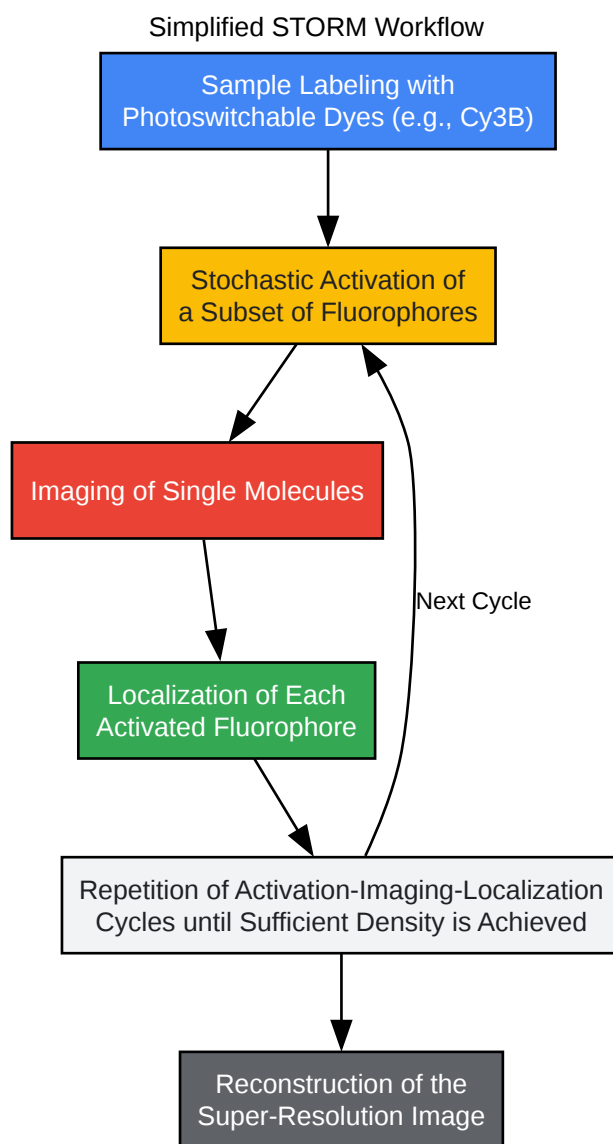 Simplified STORM Workflow
Sample Labeling with
Photoswitchable Dyes (e.g., Cy3B)
Stochastic Activation of
a Subset of Fluorophores
Imaging of Single Molecules
Next Cycle
Localization of Each
Activated Fluorophore
Repetition of Activation-Imaging-Localization
Cycles until Sufficient Density is Achieved
Reconstruction of the
Super-Resolution Image